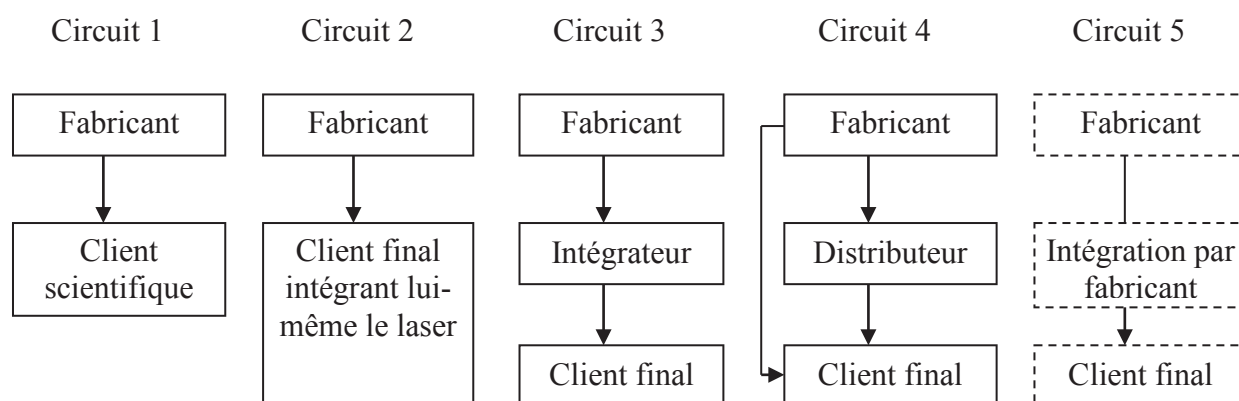 Circuit 1
Circuit 2
Circuit 3
Circuit 4
Circuit 5
Fabricant
Fabricant
Fabricant
Fabricant
Fabricant
Client
scientifique
Client final
intégrant lui-
même le laser
Intégrateur
Distributeur
Intégration par
fabricant
Client final
Client final
Client final